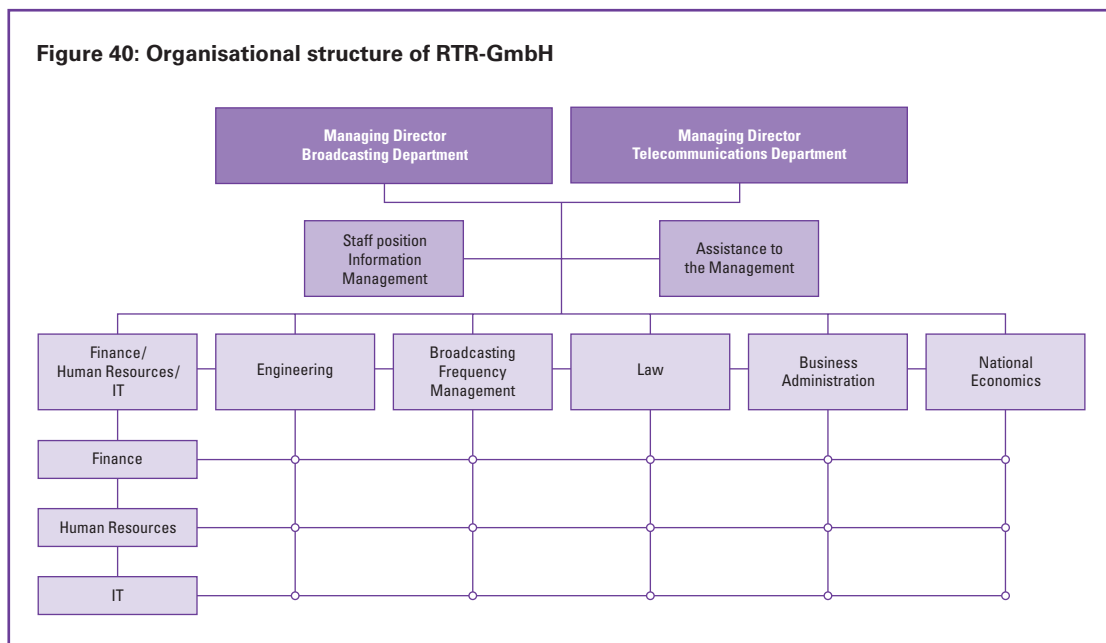 Figure 40: Organisational structure of RTR-GmbH
Managing Director
Broadcasting Department
Managing Director
Telecommunications Department
Staff position
Information
Management
Assistance to
the Management
Finance/
Human Resources/
IT
Engineering
Broadcasting
Frequency
Management
Law
Business
Administration
National
Economics
Finance
Human Resources
IT